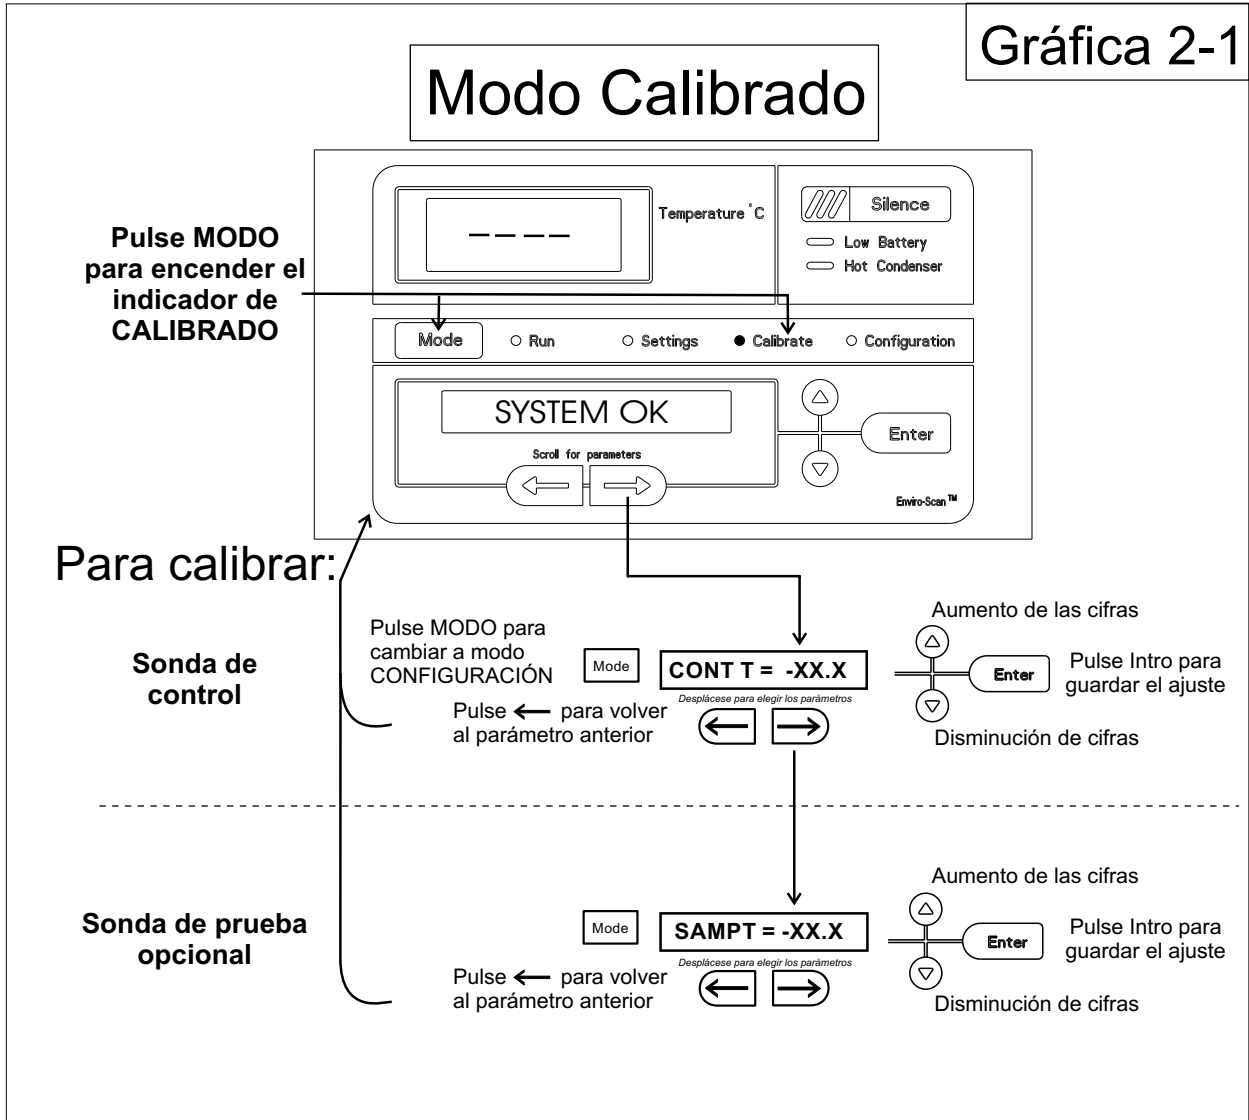 Gráfica 2-1
Modo Calibrado
Pulse MODO
para encender el
indicador de
CALIBRADO
----
Temperature °C
Silence
Low Battery
Hot Condenser
Mode
Run
Settings
Calibrate
Configuration
SYSTEM OK
Scroll for parameters
Enter
Enviro-Scan™
Para calibrar:
Sonda de
control
Pulse MODO para
cambiar a modo
CONFIGURACIÓN
Mode
CONT T = -XX.X
Desplácese para elegir los parámetros
Pulse ← para volver
al parámetro anterior
Aumento de las cifras
Enter
Pulse Intro para
guardar el ajuste
Disminución de cifras
Sonda de prueba
opcional
Mode
SAMPT = -XX.X
Desplácese para elegir los parámetros
Pulse ← para volver
al parámetro anterior
Aumento de las cifras
Enter
Pulse Intro para
guardar el ajuste
Disminución de cifras